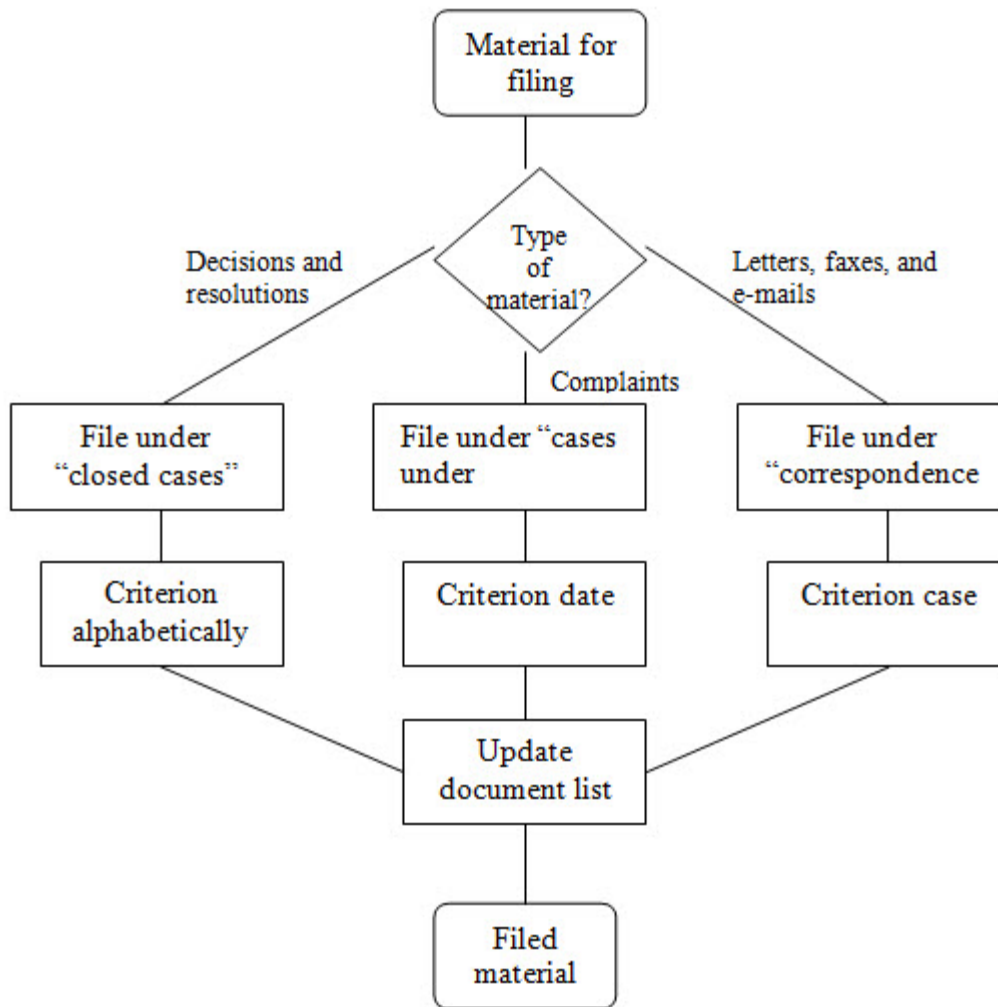 Material for
filing
Type
of
material?
Decisions and
resolutions
Letters, faxes, and
e-mails
Complaints
File under
“closed cases”
File under “cases
under
File under
“correspondence
Criterion
alphabetically
Criterion date
Criterion case
Update
document list
Filed
material